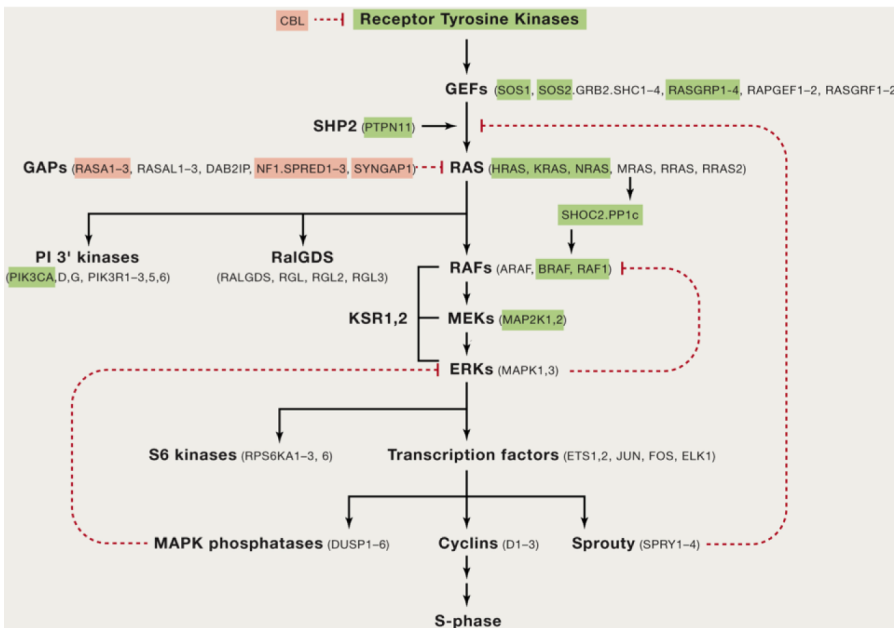 CBL
Receptor Tyrosine Kinases
GEFs (SOS1, SOS2.GRB2.SHC1–4, RASGRP1-4, RAPGEF1–2, RASGRF1–2
SHP2 (PTPN11)
GAPs (RASA1–3, RASAL1–3, DAB2IP, NF1.SPRED1–3, SYNGAP1)
RAS (HRAS, KRAS, NRAS, MRAS, RRAS, RRAS2)
SHOC2.PP1c
PI 3' kinases
(PIK3CA,D,G, PIK3R1–3,5,6)
RalGDS
(RALGDS, RGL, RGL2, RGL3)
RAFs (ARAF, BRAF, RAF1)
KSR1,2
MEKs (MAP2K1,2)
ERKs (MAPK1,3)
S6 kinases (RPS6KA1–3, 6)
Transcription factors (ETS1,2, JUN, FOS, ELK1)
MAPK phosphatases (DUSP1–6)
Cyclins (D1–3)
Sprouty (SPRY1–4)
S-phase